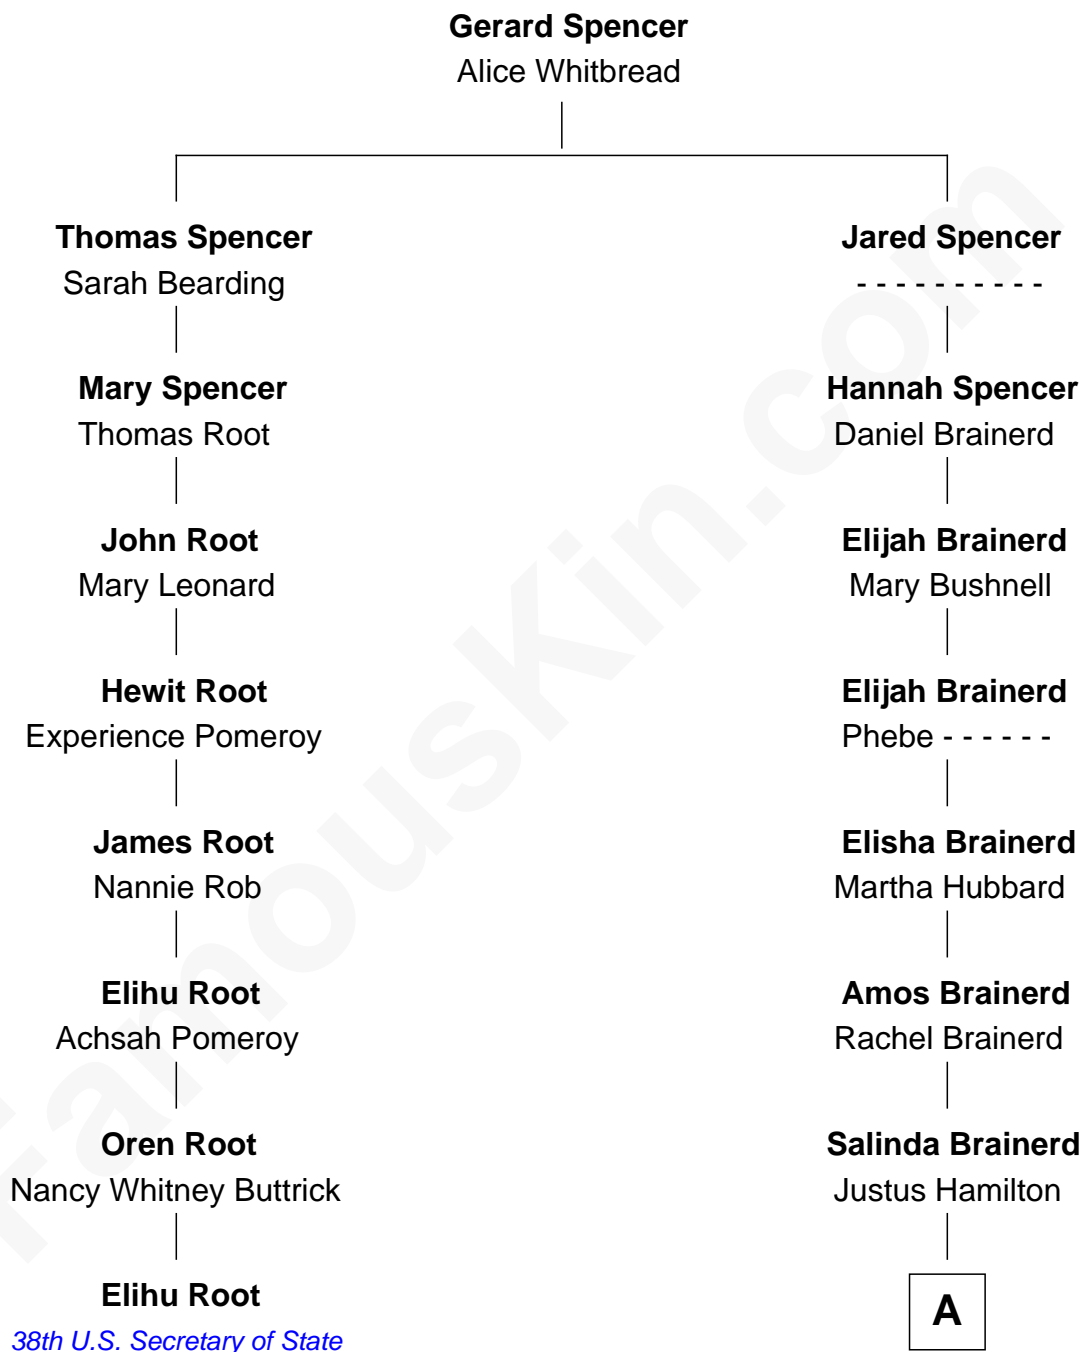 Gerard Spencer
Alice Whitbread
Thomas Spencer
Sarah Bearding
Jared Spencer
- - - - - - - - - -
Mary Spencer
Thomas Root
Hannah Spencer
Daniel Brainerd
John Root
Mary Leonard
Elijah Brainerd
Mary Bushnell
Hewit Root
Experience Pomeroy
Elijah Brainerd
Phebe - - - - - -
James Root
Nannie Rob
Elisha Brainerd
Martha Hubbard
Elihu Root
Achsah Pomeroy
Amos Brainerd
Rachel Brainerd
Oren Root
Nancy Whitney Buttrick
Salinda Brainerd
Justus Hamilton
Elihu Root
38th U.S. Secretary of State
A
FamousKin.com